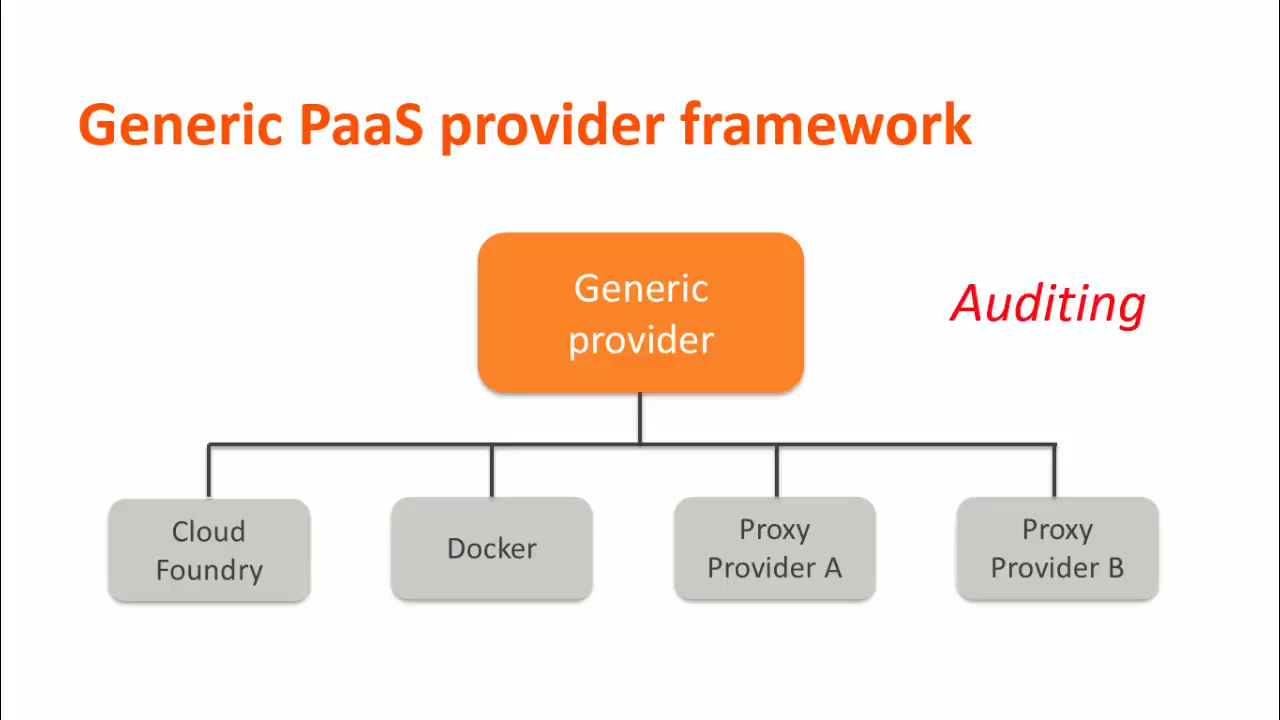 Generic PaaS provider framework
Generic
provider
Auditing
Cloud
Foundry
Docker
Proxy
Provider A
Proxy
Provider B